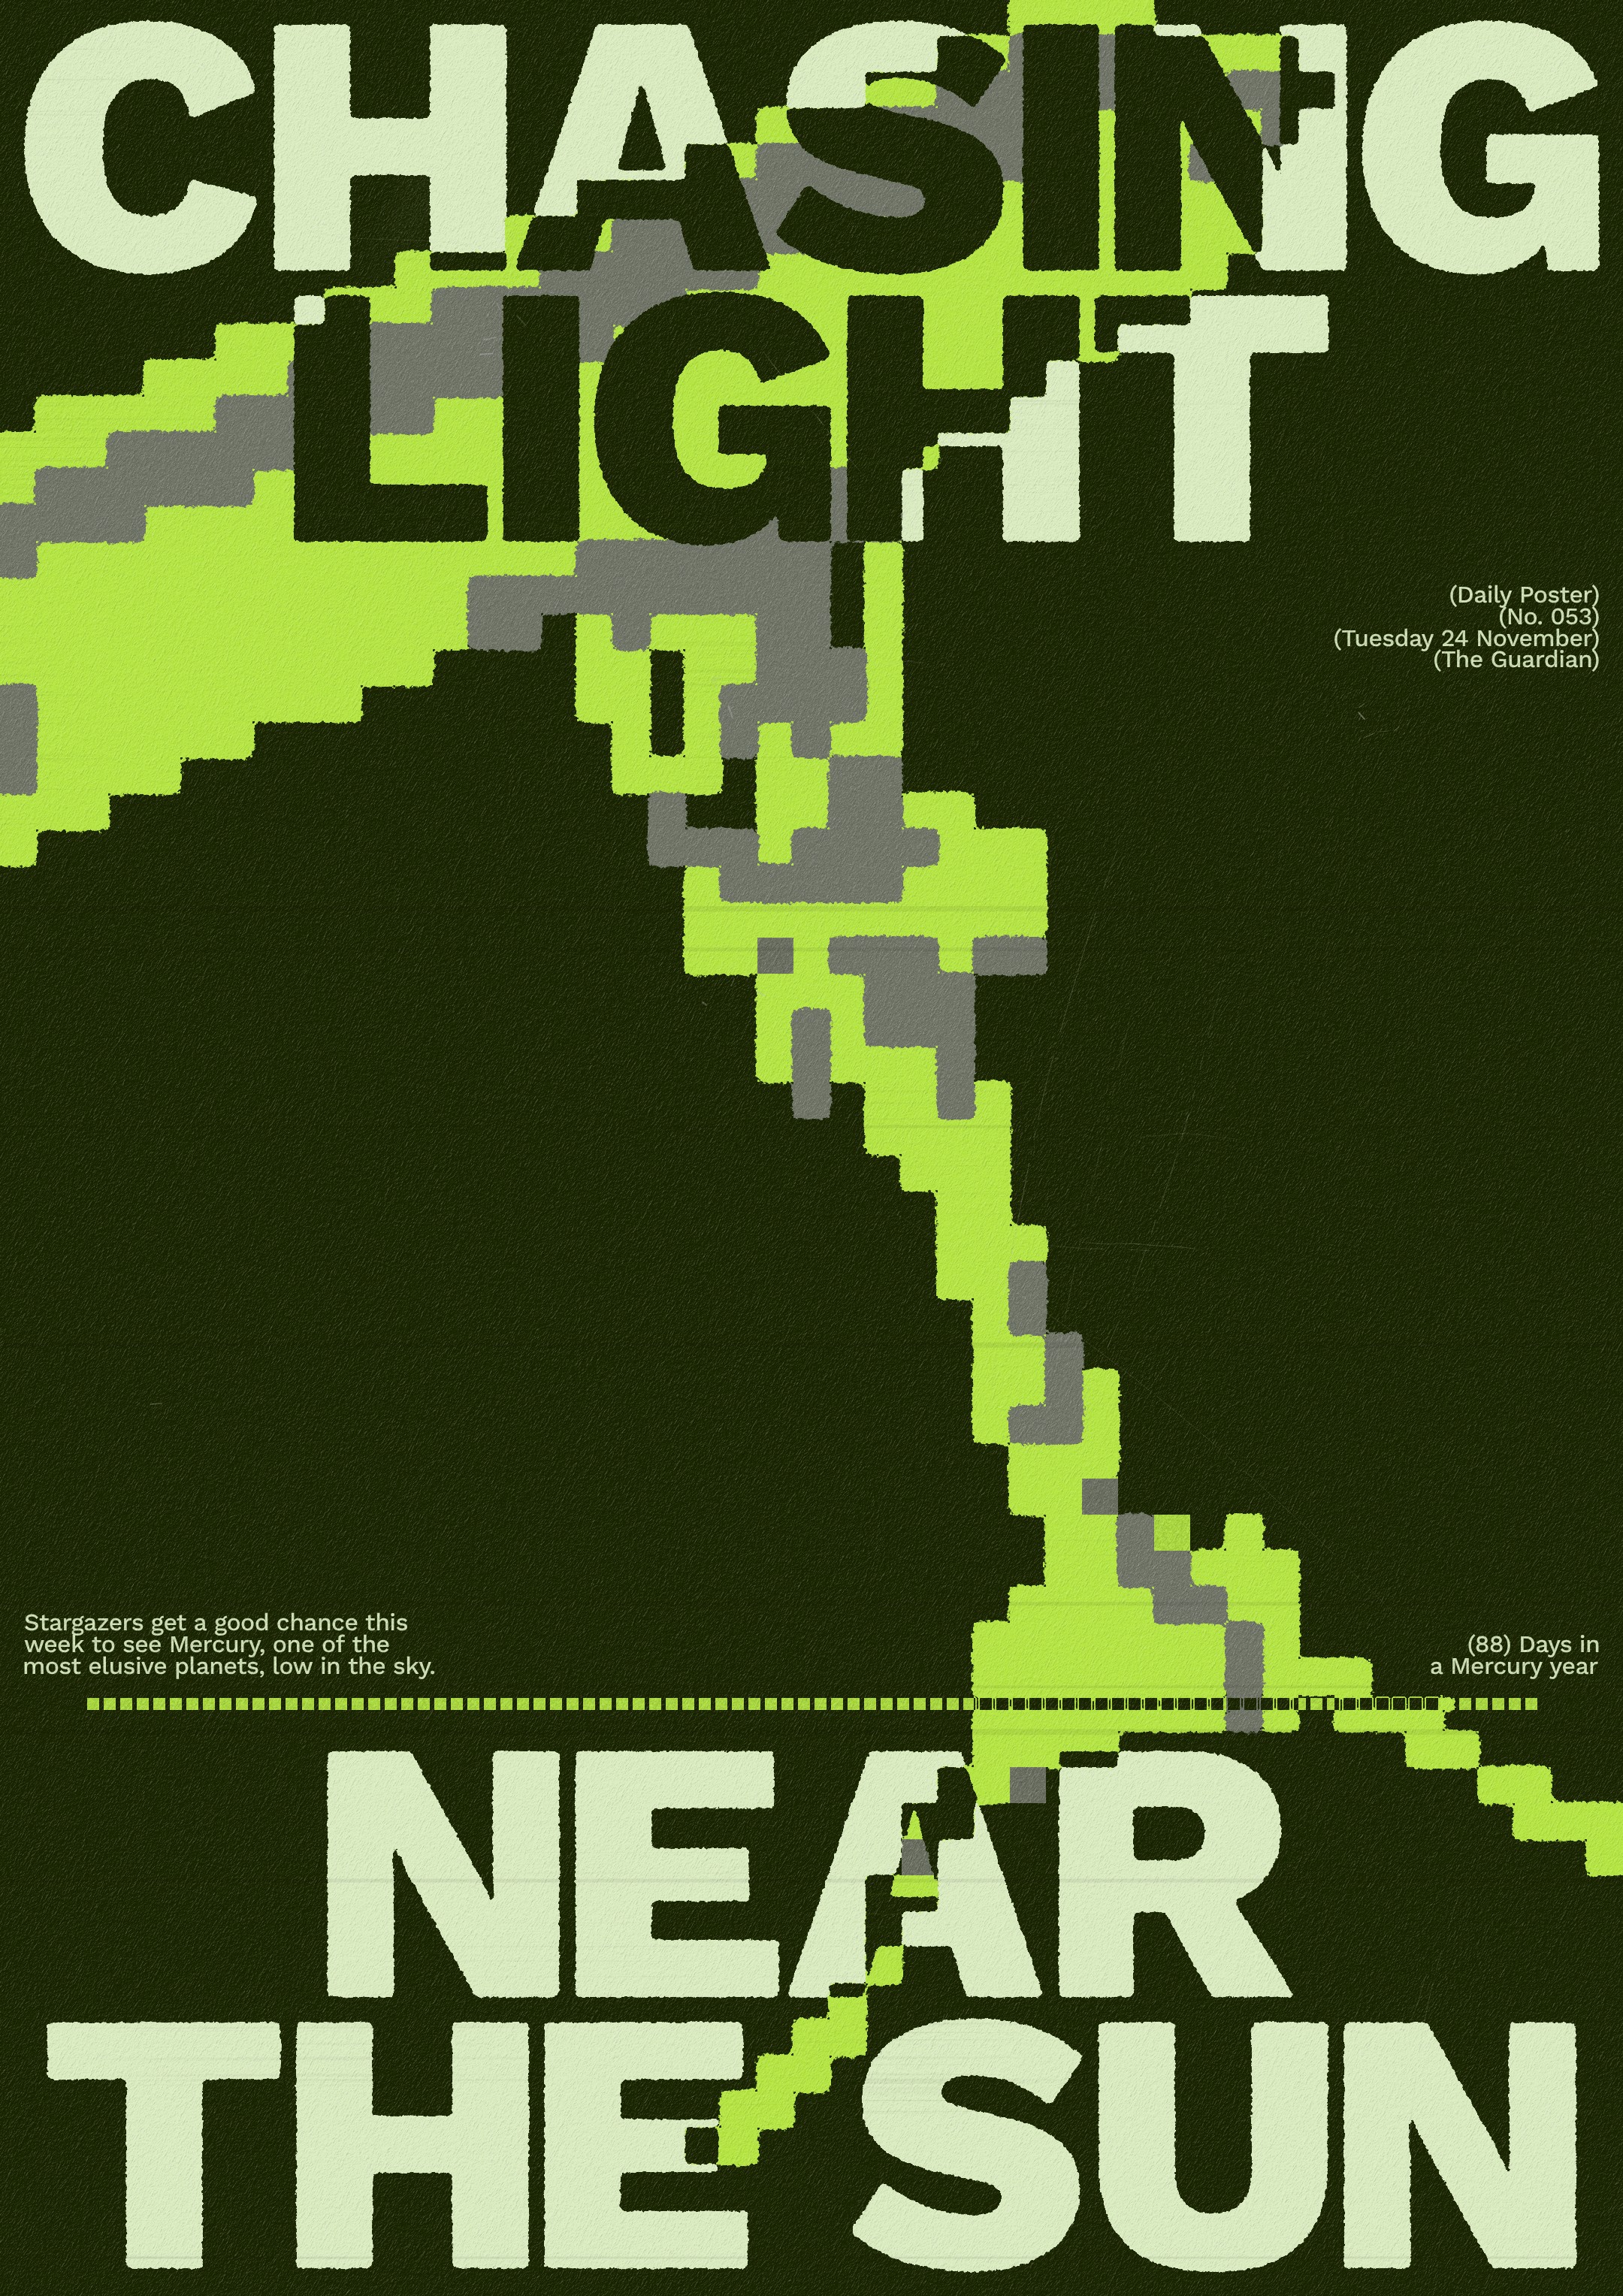 CHASING
LIGHT
(Daily Poster)
(No. 053)
(Tuesday 24 November)
(The Guardian)
Stargazers get a good chance this
week to see Mercury, one of the
most elusive planets, low in the sky.
(88) Days in
a Mercury year
NEAR
THE SUN